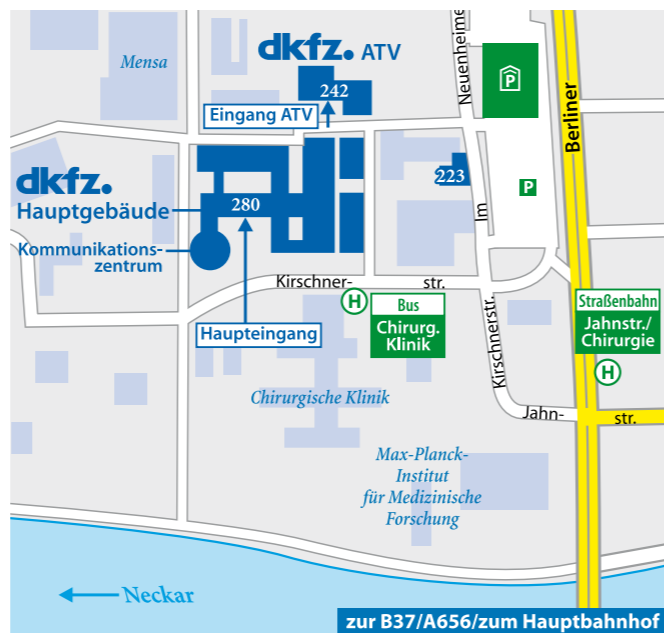 Mensa
dkfz. ATV
242
Eingang ATV
Neuenheime
P
Berliner
dkfz.
Hauptgebäude
280
Kommunikations-
zentrum
223
P
Im
Kirschner-
str.
H
Bus
Chirurg.
Klinik
Haupteingang
Kirschnerstr.
Straßenbahn
Jahnstr./
Chirurgie
H
Chirurgische Klinik
Jahn-
str.
Max-Planck-
Institut
für Medizinische
Forschung
Neckar
zur B37/A656/zum Hauptbahnhof